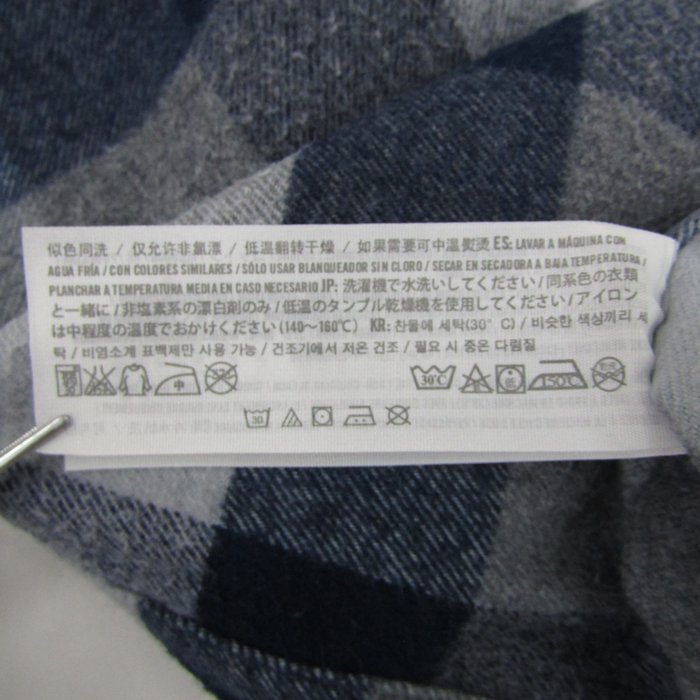 似色同洗 / 仅允许非氯漂 / 低温翻转干燥 / 如果需要可中温熨烫 ES: LAVAR A MÁQUINA CON
AGUA FRÍA / CON COLORES SIMILARES / SÓLO USAR BLANQUEADOR SIN CLORO / SECAR EN SECADORA A BAJA TEMPERATURA /
PLANCHAR A TEMPERATURA MEDIA EN CASO NECESARIO JP: 洗濯機で水洗いしてください / 同系色の衣類
と一緒に / 非塩素系の漂白剤のみ / 低温のタンブル乾燥機を使用してください / アイロン
は中程度の温度でおかけください (140〜160℃) KR: 찬물에 세탁(30° C) / 비슷한 색상끼리 세
탁 / 비염소계 표백제만 사용 가능 / 건조기에서 저온 건조 / 필요 시 중온 다림질
中 30℃ 低 150℃
30